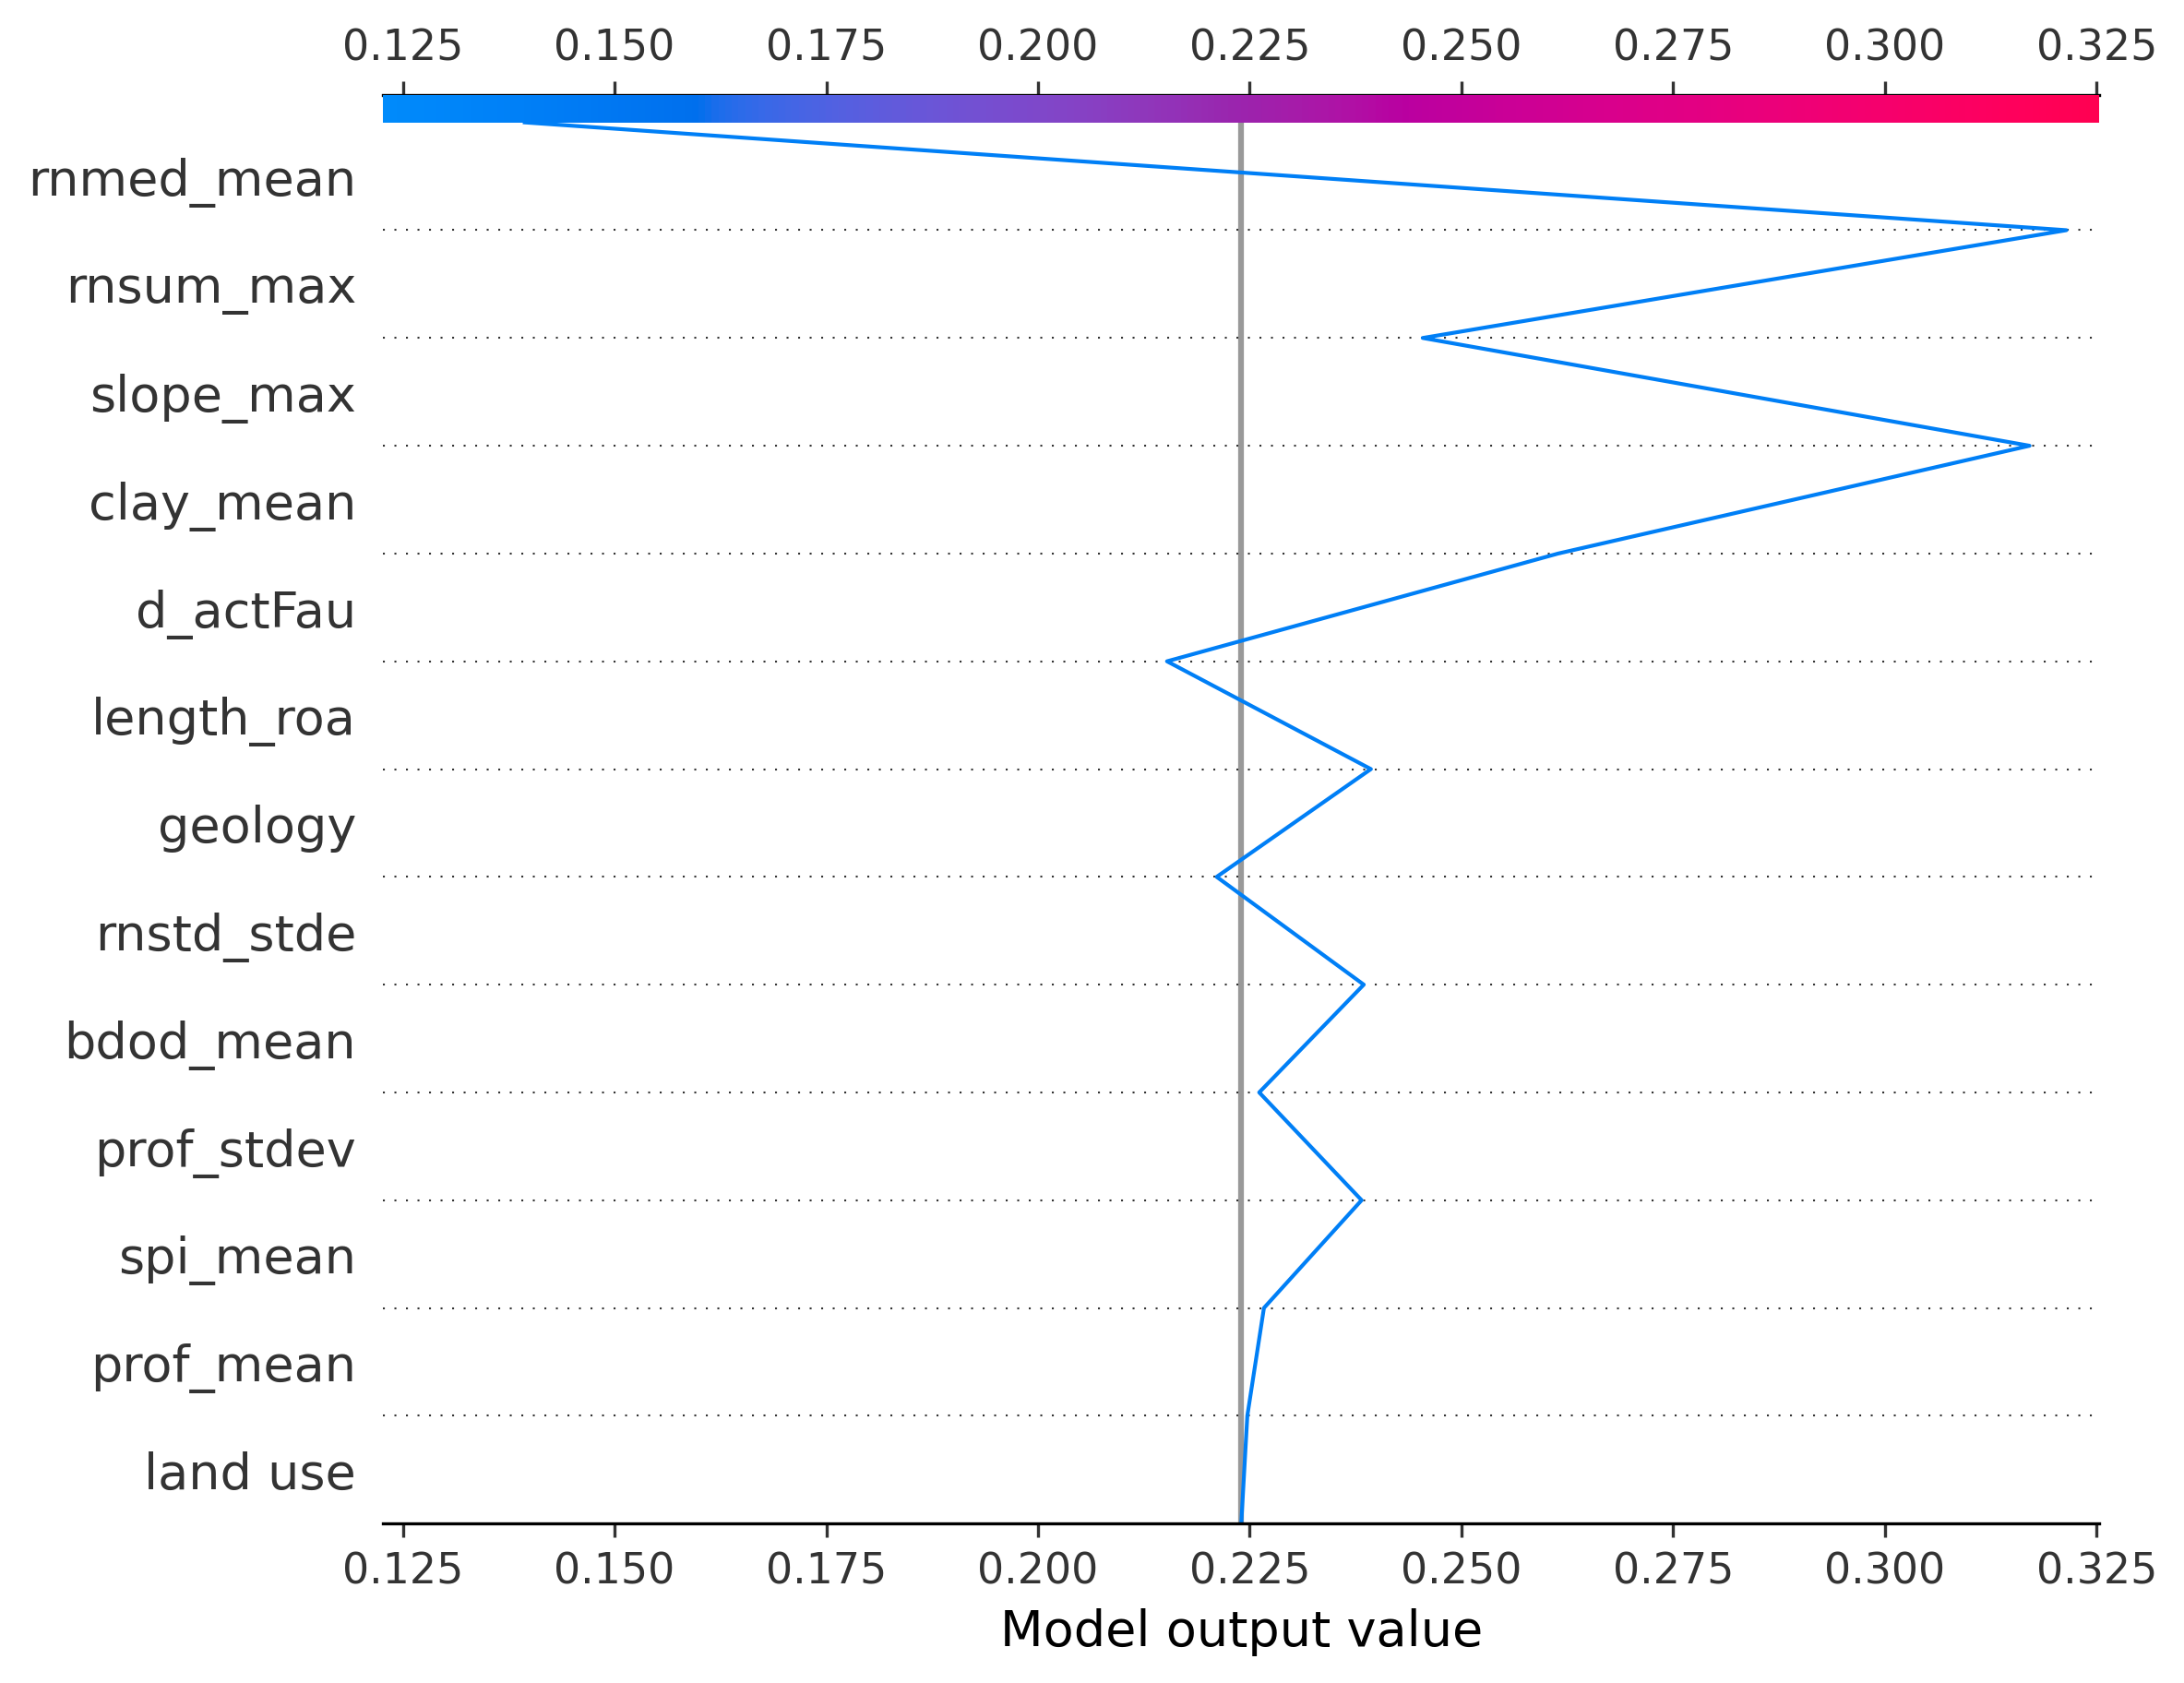 0.125 0.150 0.175 0.200 0.225 0.250 0.275 0.300 0.325
rnmed_mean
rnsum_max
slope_max
clay_mean
d_actFau
length_roa
geology
rnstd_stde
bdod_mean
prof_stdev
spi_mean
prof_mean
land use
0.125 0.150 0.175 0.200 0.225 0.250 0.275 0.300 0.325
Model output value